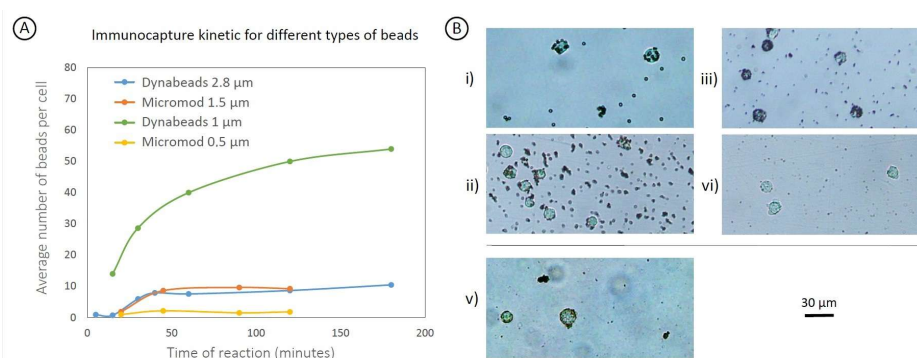 A
Immunocapture kinetic for different types of beads
Average number of beads per cell
80
70
60
50
40
30
20
10
0
Dynabeads 2.8 µm
Micromod 1.5 µm
Dynabeads 1 µm
Micromod 0.5 µm
0
50
100
150
200
Time of reaction (minutes)
B
i)
ii)
iii)
vi)
v)
30 µm